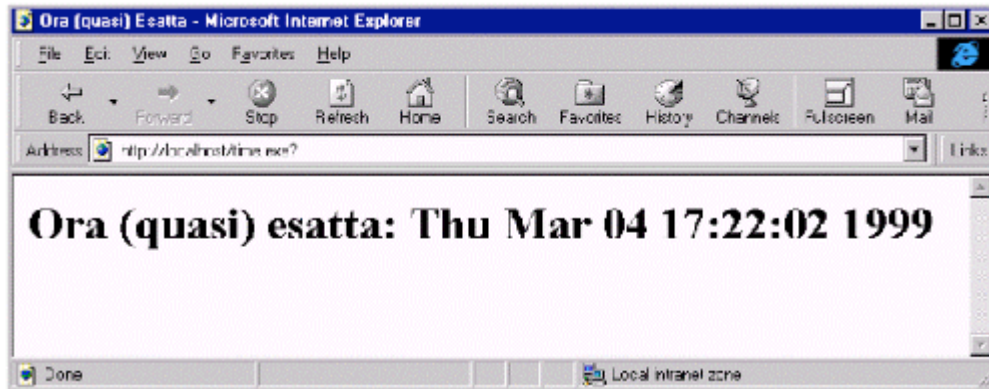 Ora (quasi) Esatta - Microsoft Internet Explorer
File Edit View Go Favorites Help
Back Forward Stop Refresh Home Search Favorites History Channels Fullscreen Mail
Address http://localhost/time.exe? Links
Ora (quasi) esatta: Thu Mar 04 17:22:02 1999
Done Local intranet zone